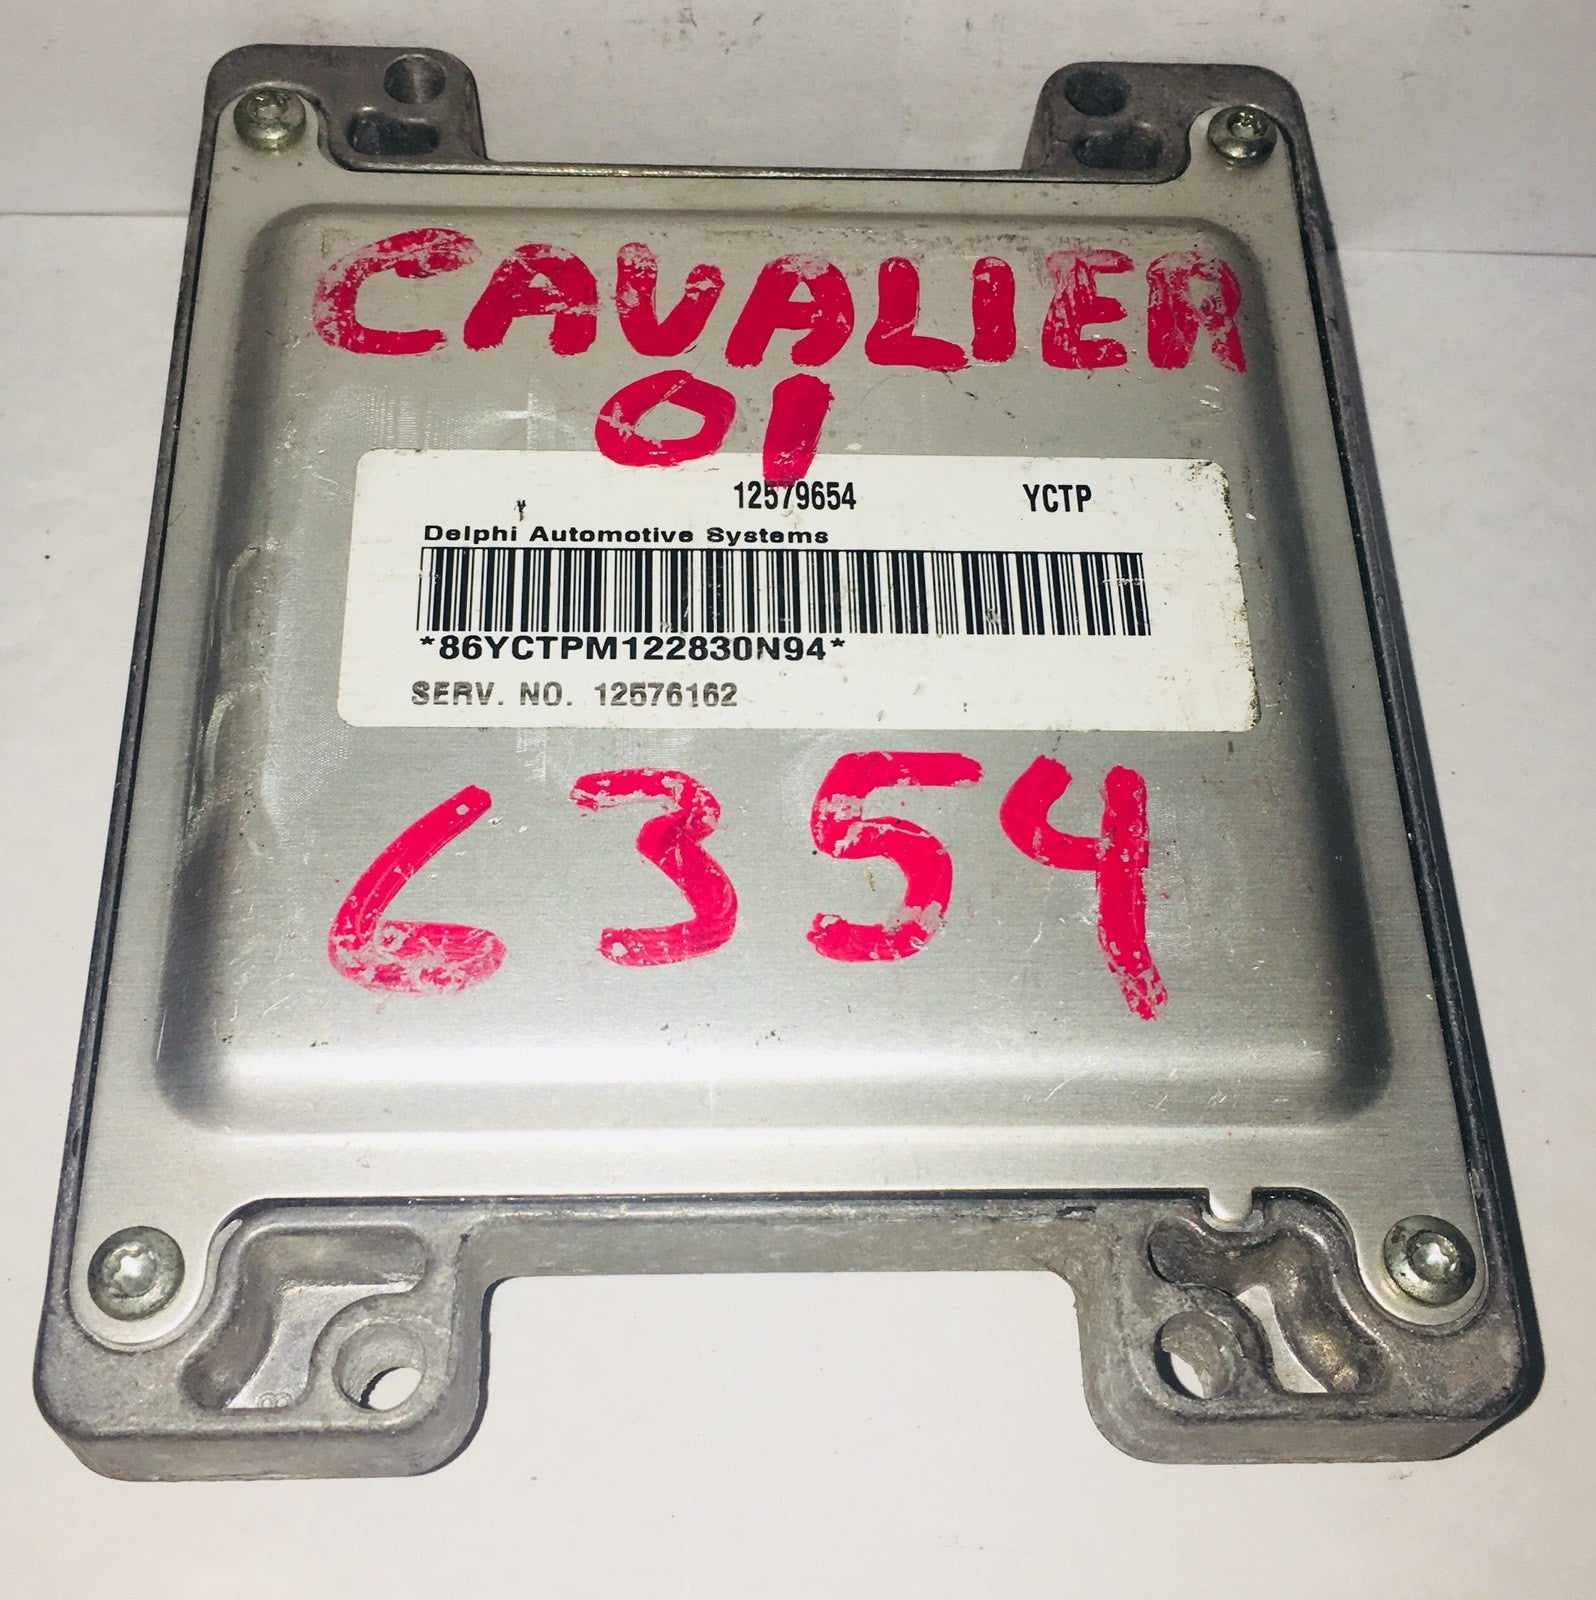 CAVALIER
01
Y 12579654 YCTP
Delphi Automotive Systems
*86YCTPM122830N94*
SERV. NO. 12576162
6354